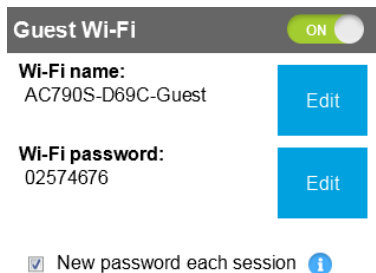 Guest Wi-Fi ON
Wi-Fi name:
AC790S-D69C-Guest
Edit
Wi-Fi password:
02574676
Edit
New password each session i